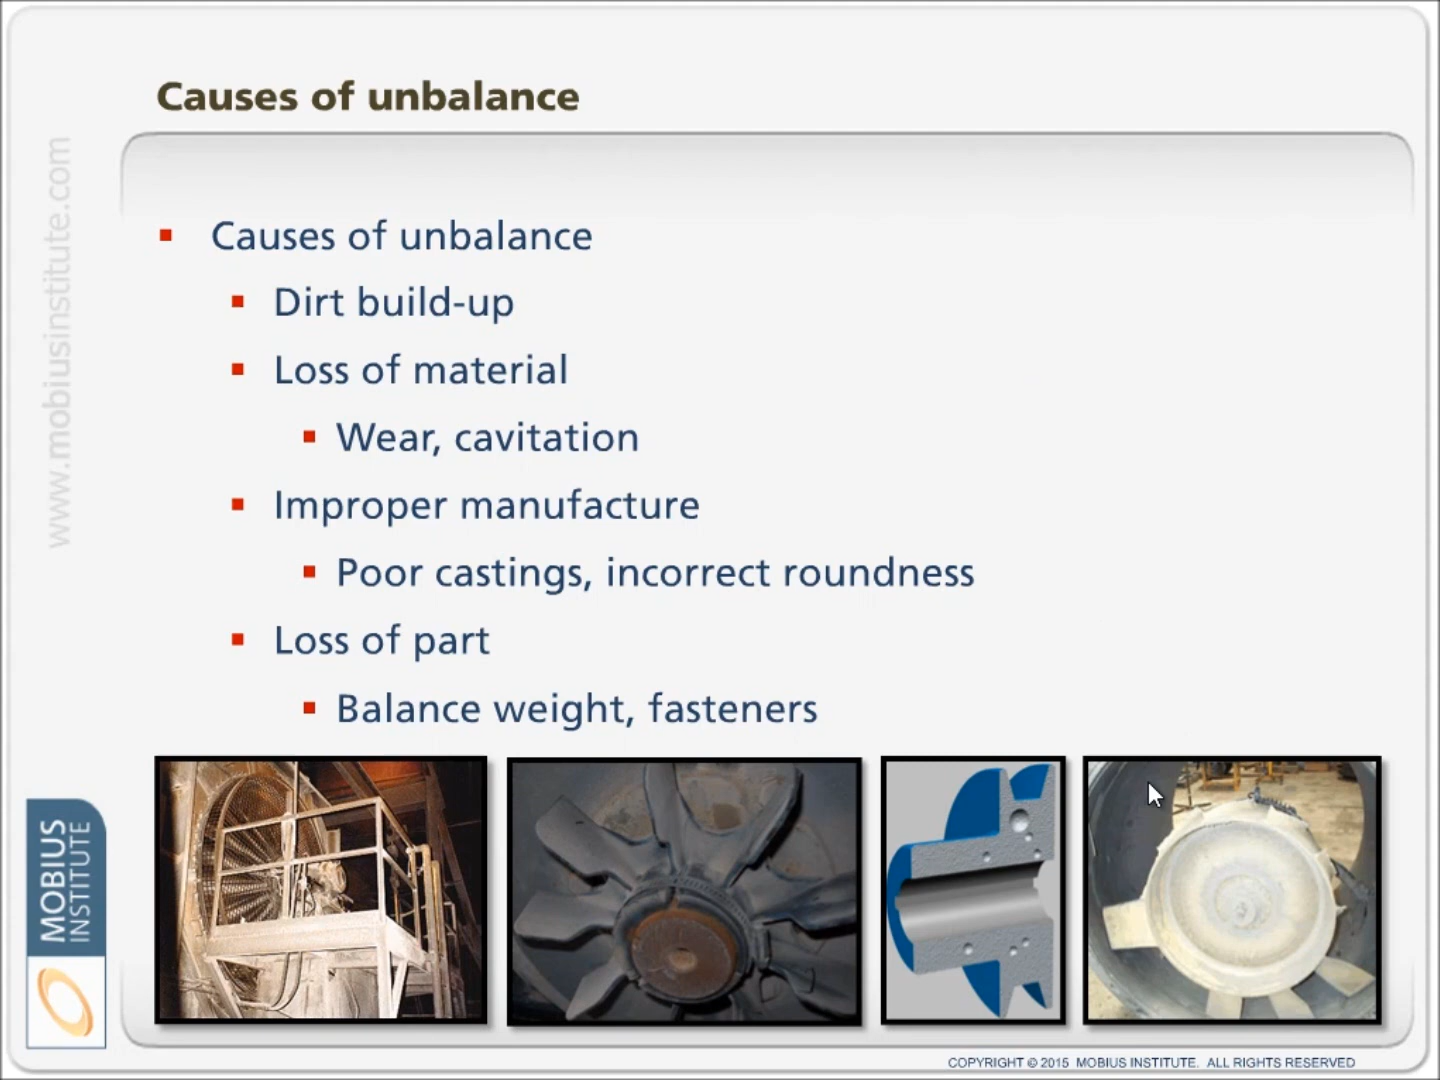 Causes of unbalance
www.mobiusinstitute.com
Causes of unbalance
Dirt build-up
Loss of material
Wear, cavitation
Improper manufacture
Poor castings, incorrect roundness
Loss of part
Balance weight, fasteners
MOBIUS
INSTITUTE
COPYRIGHT © 2015 MOBIUS INSTITUTE. ALL RIGHTS RESERVED